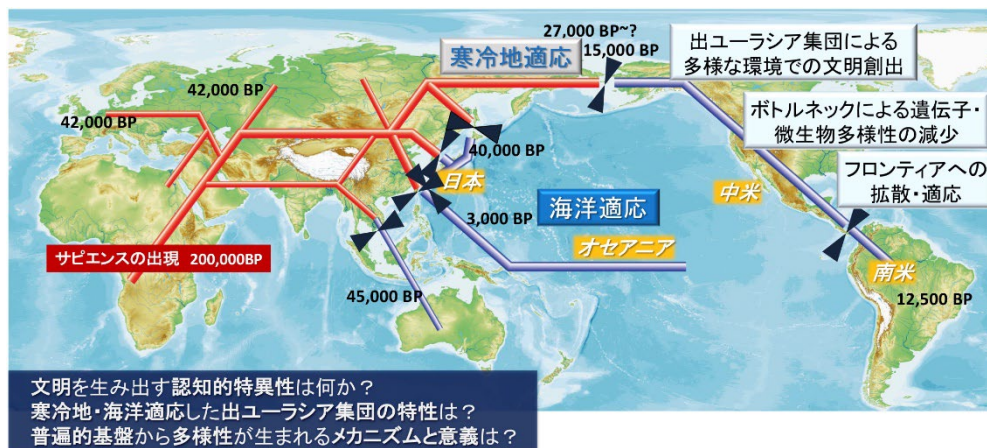 27,000 BP~?
15,000 BP
寒冷地適応
出ユーラシア集団による
多様な環境での文明創出
42,000 BP
42,000 BP
ボトルネックによる遺伝子・
微生物多様性の減少
40,000 BP
日本
フロンティアへの
拡散・適応
中米
3,000 BP
海洋適応
オセアニア
サピエンスの出現 200,000BP
南米
45,000 BP
12,500 BP
文明を生み出す認知的特異性は何か？
寒冷地・海洋適応した出ユーラシア集団の特性は？
普遍的基盤から多様性が生まれるメカニズムと意義は？